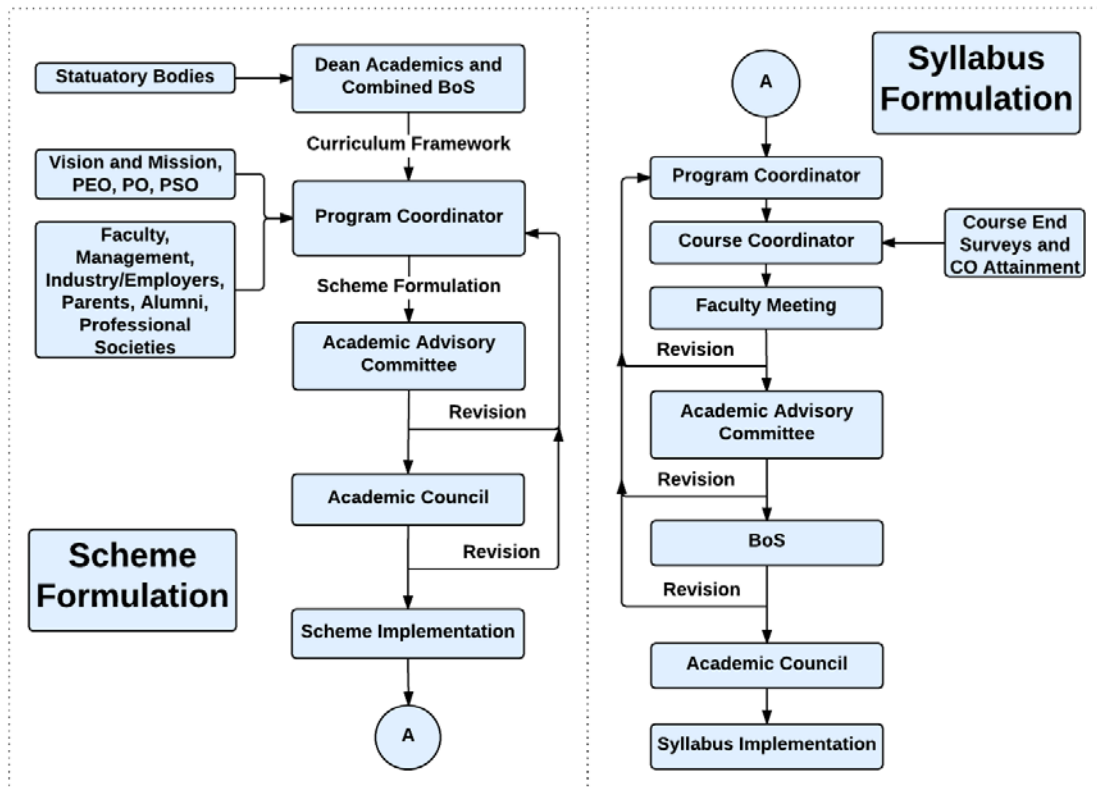 Statuatory Bodies
Dean Academics and
Combined BoS
Curriculum Framework
Vision and Mission,
PEO, PO, PSO
Program Coordinator
Faculty,
Management,
Industry/Employers,
Parents, Alumni,
Professional
Societies
Scheme Formulation
Academic Advisory
Committee
Revision
Academic Council
Revision
Scheme
Formulation
Scheme Implementation
A
Syllabus
Formulation
A
Program Coordinator
Course Coordinator
Course End
Surveys and
CO Attainment
Faculty Meeting
Revision
Academic Advisory
Committee
Revision
BoS
Revision
Academic Council
Syllabus Implementation